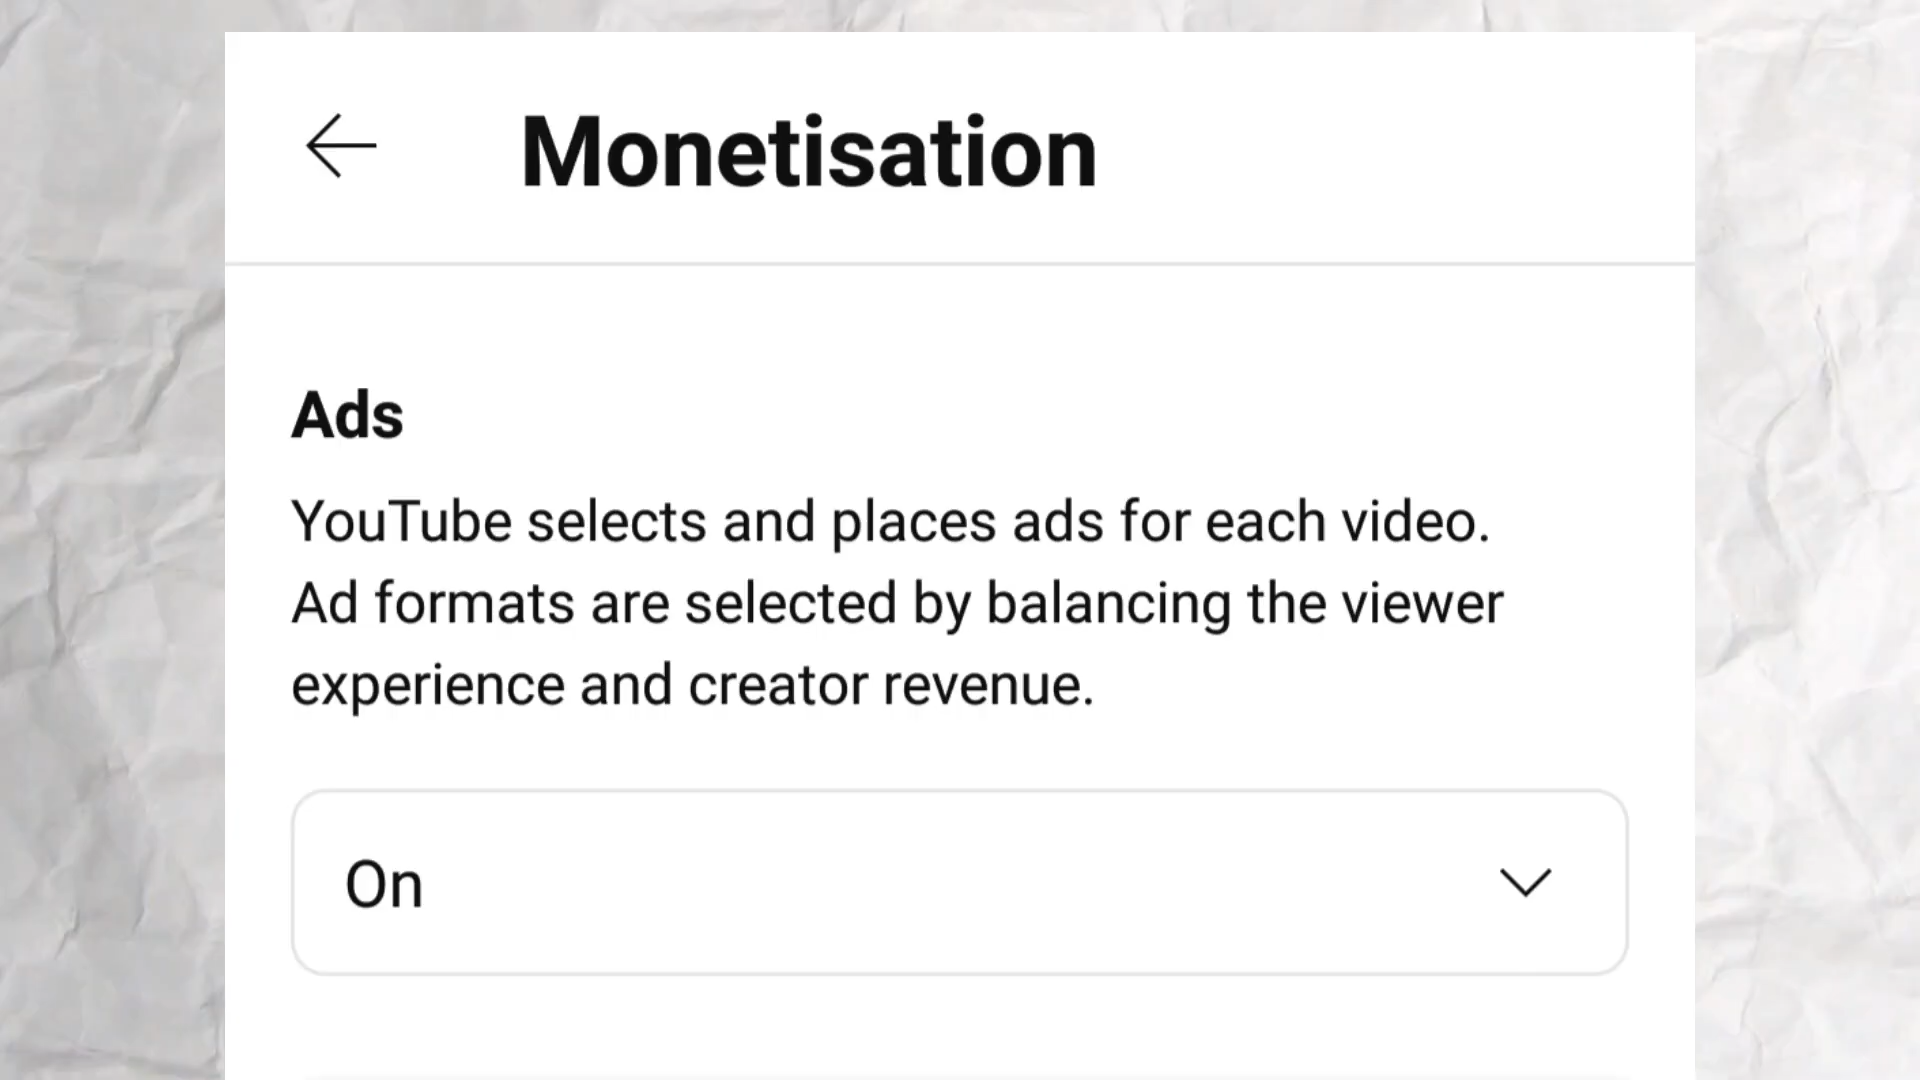 Monetisation
Ads
YouTube selects and places ads for each video.
Ad formats are selected by balancing the viewer
experience and creator revenue.
On